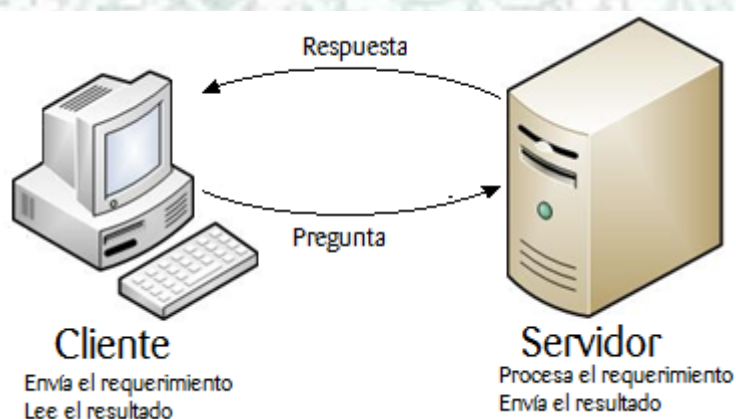 Respuesta
Pregunta
Cliente
Envía el requerimiento
Lee el resultado
Servidor
Procesa el requerimiento
Envía el resultado